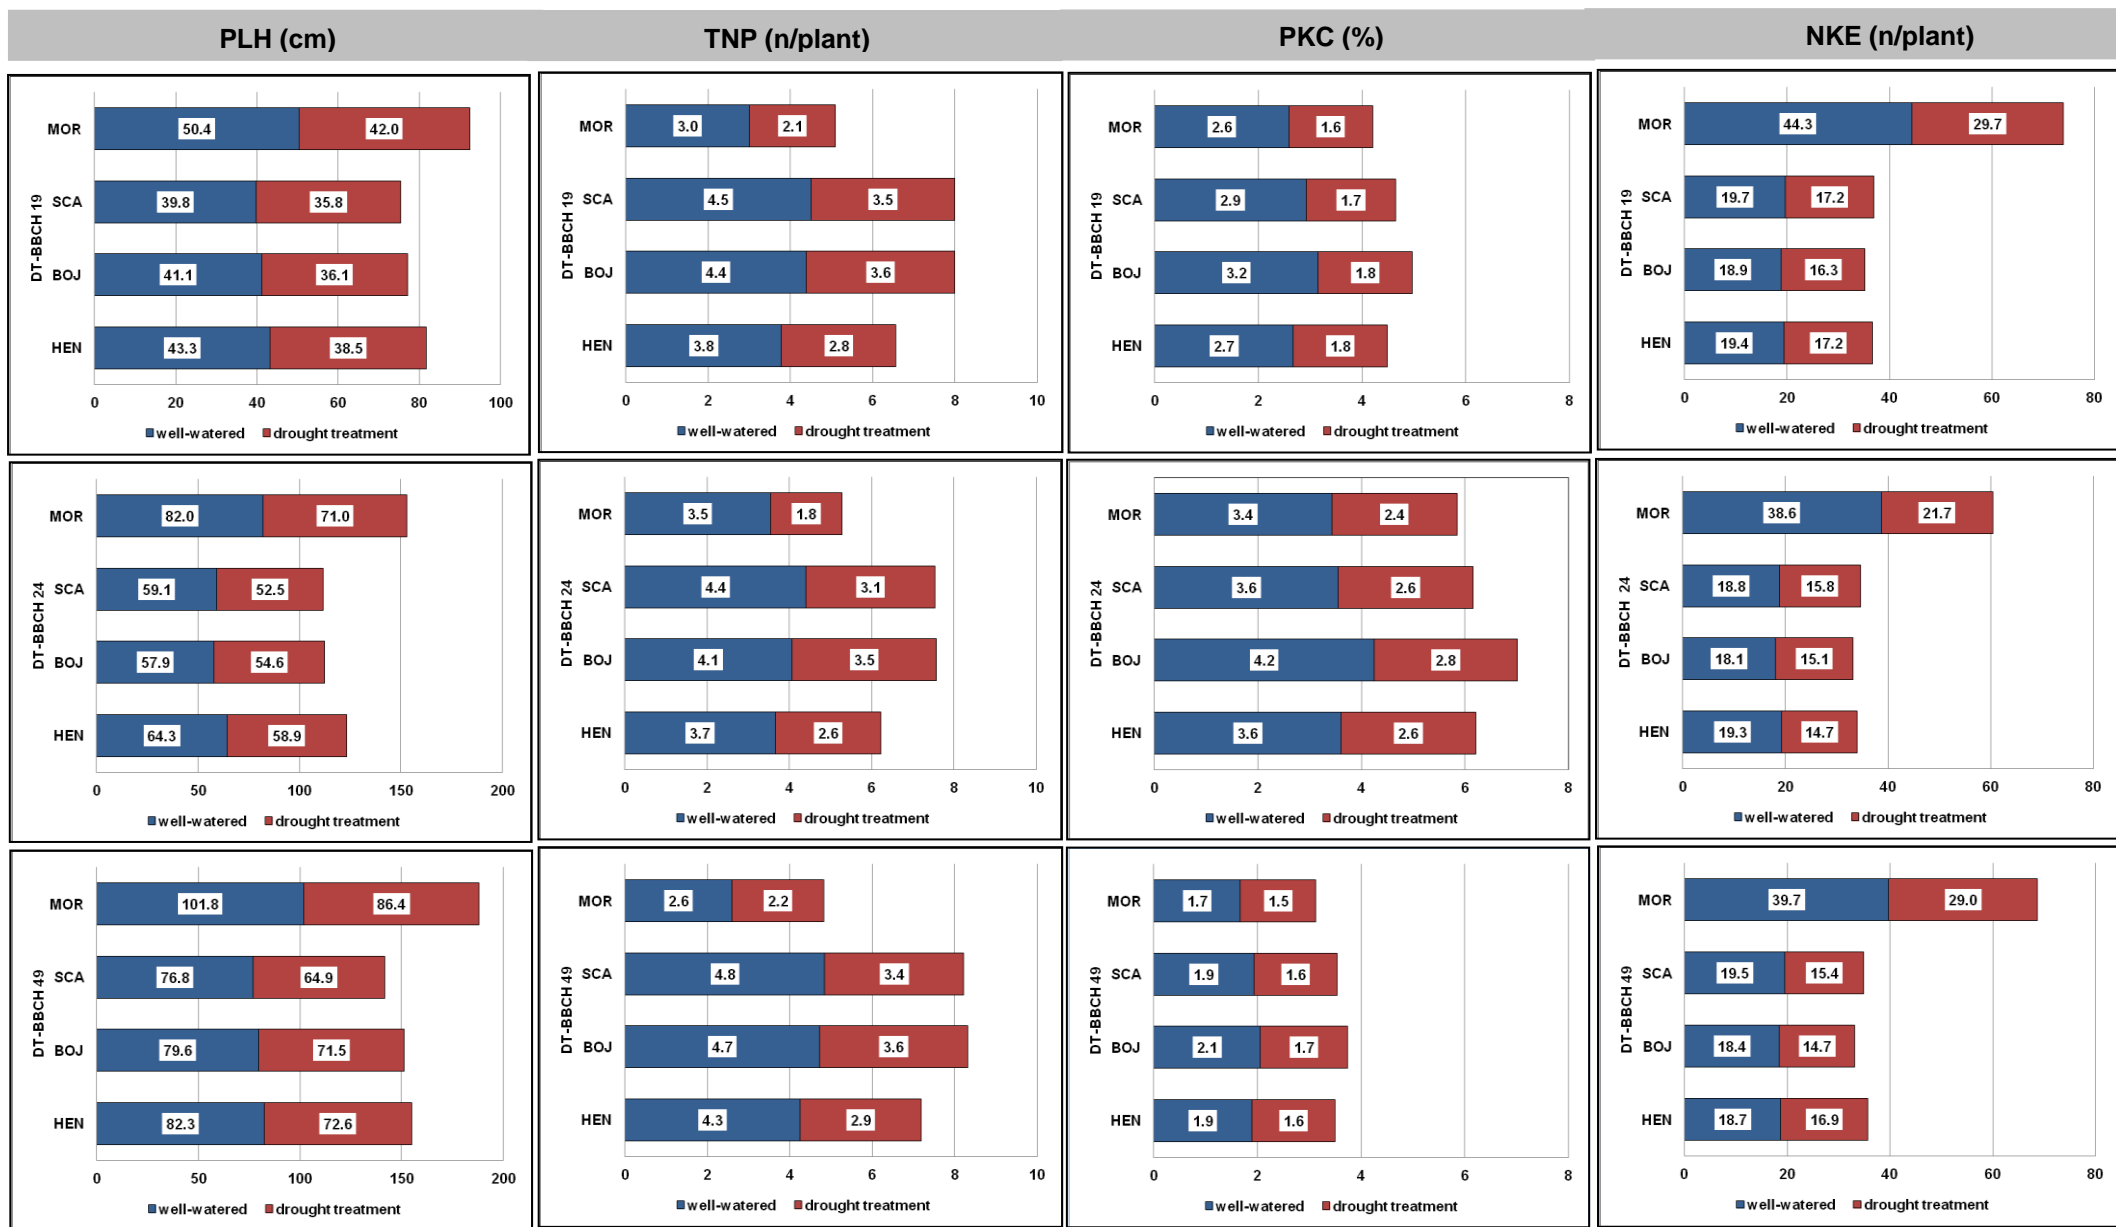 PLH (cm)
TNP (n/plant)
PKC (%)
NKE (n/plant)
DT-BBCH 19
MOR 50.4 42.0
SCA 39.8 35.8
BOJ 41.1 36.1
HEN 43.3 38.5
0 20 40 60 80 100
well-watered drought treatment
DT-BBCH 19
MOR 3.0 2.1
SCA 4.5 3.5
BOJ 4.4 3.6
HEN 3.8 2.8
0 2 4 6 8 10
well-watered drought treatment
DT-BBCH 19
MOR 2.6 1.6
SCA 2.9 1.7
BOJ 3.2 1.8
HEN 2.7 1.8
0 2 4 6 8
well-watered drought treatment
DT-BBCH 19
MOR 44.3 29.7
SCA 19.7 17.2
BOJ 18.9 16.3
HEN 19.4 17.2
0 20 40 60 80
well-watered drought treatment
DT-BBCH 24
MOR 82.0 71.0
SCA 59.1 52.5
BOJ 57.9 54.6
HEN 64.3 58.9
0 50 100 150 200
well-watered drought treatment
DT-BBCH 24
MOR 3.5 1.8
SCA 4.4 3.1
BOJ 4.1 3.5
HEN 3.7 2.6
0 2 4 6 8 10
well-watered drought treatment
DT-BBCH 24
MOR 3.4 2.4
SCA 3.6 2.6
BOJ 4.2 2.8
HEN 3.6 2.6
0 2 4 6 8
well-watered drought treatment
DT-BBCH 24
MOR 38.6 21.7
SCA 18.8 15.8
BOJ 18.1 15.1
HEN 19.3 14.7
0 20 40 60 80
well-watered drought treatment
DT-BBCH 49
MOR 101.8 86.4
SCA 76.8 64.9
BOJ 79.6 71.5
HEN 82.3 72.6
0 50 100 150 200
well-watered drought treatment
DT-BBCH 49
MOR 2.6 2.2
SCA 4.8 3.4
BOJ 4.7 3.6
HEN 4.3 2.9
0 2 4 6 8 10
well-watered drought treatment
DT-BBCH 49
MOR 1.7 1.5
SCA 1.9 1.6
BOJ 2.1 1.7
HEN 1.9 1.6
0 2 4 6 8
well-watered drought treatment
DT-BBCH 49
MOR 39.7 29.0
SCA 19.5 15.4
BOJ 18.4 14.7
HEN 18.7 16.9
0 20 40 60 80
well-watered drought treatment